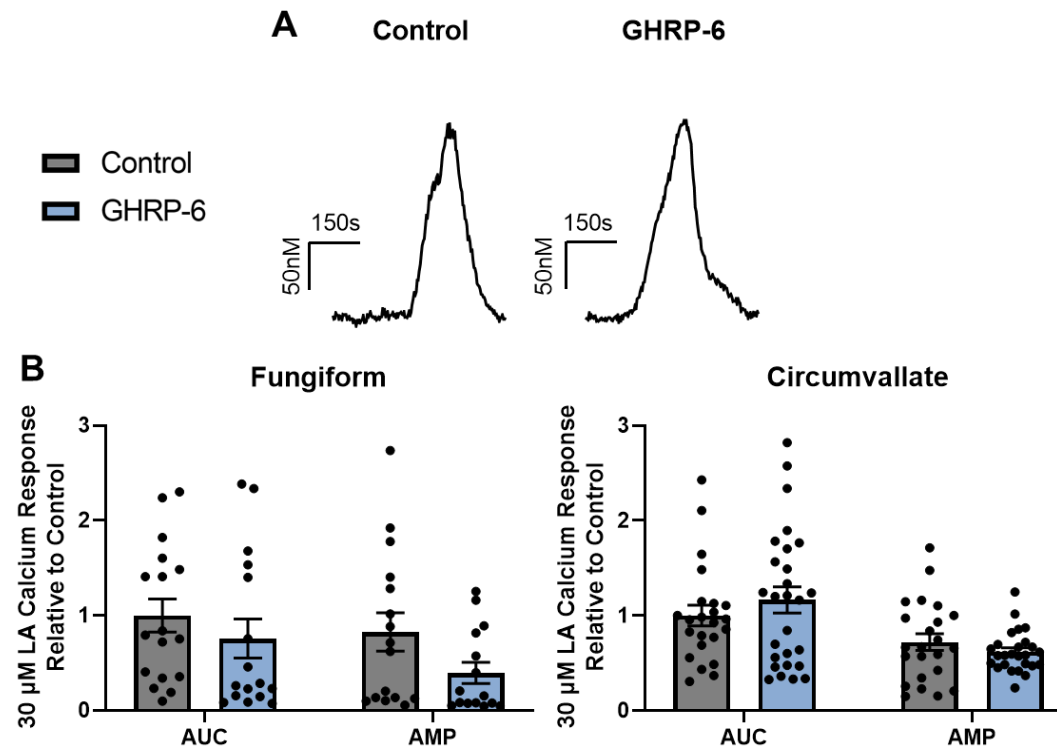 A
Control
GHRP-6
Control
GHRP-6
150s
50nM
150s
50nM
B
Fungiform
Circumvallate
30 µM LA Calcium Response
Relative to Control
3
2
1
0
AUC
AMP
30 µM LA Calcium Response
Relative to Control
3
2
1
0
AUC
AMP